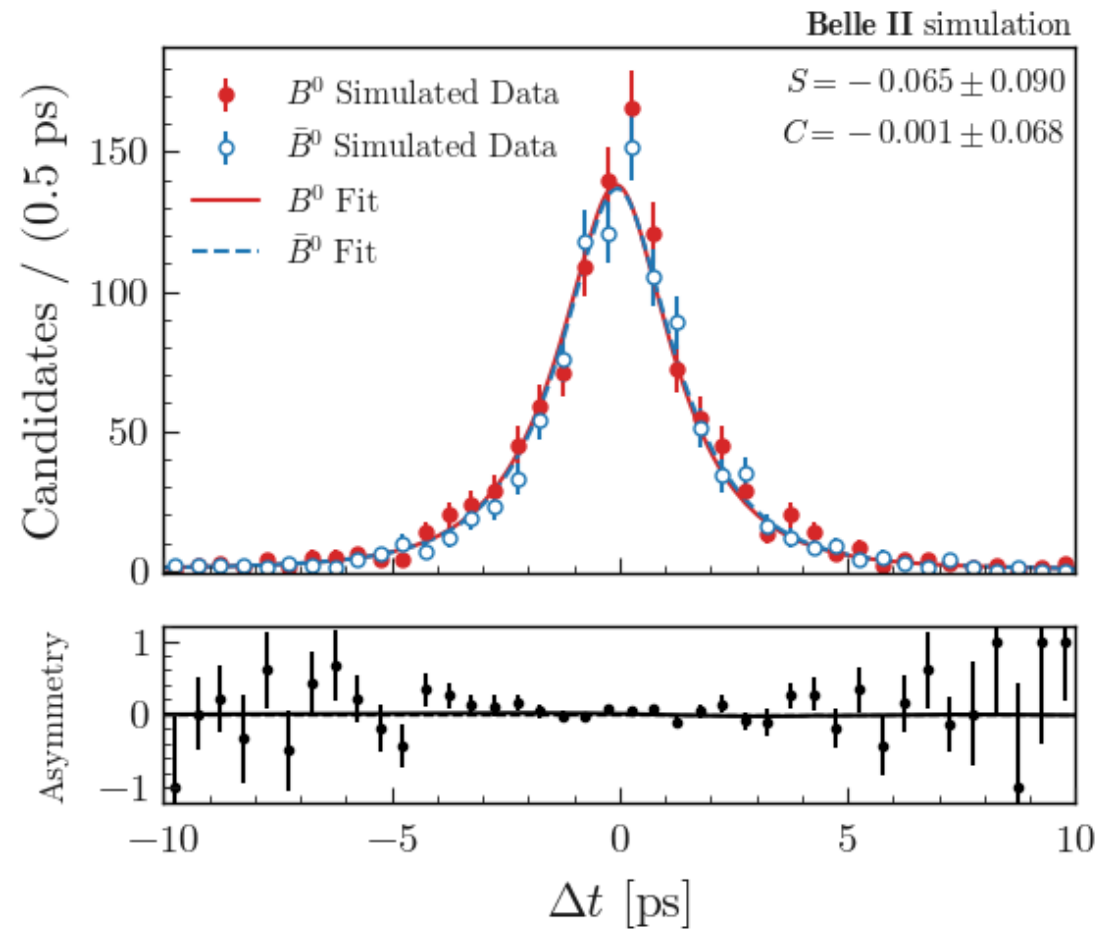 Belle II simulation
S = −0.065 ± 0.090
C = −0.001 ± 0.068
B⁰ Simulated Data
B̄⁰ Simulated Data
B⁰ Fit
B̄⁰ Fit
Candidates / (0.5 ps)
150
100
50
0
Asymmetry
1
0
−1
−10 −5 0 5 10
Δt [ps]